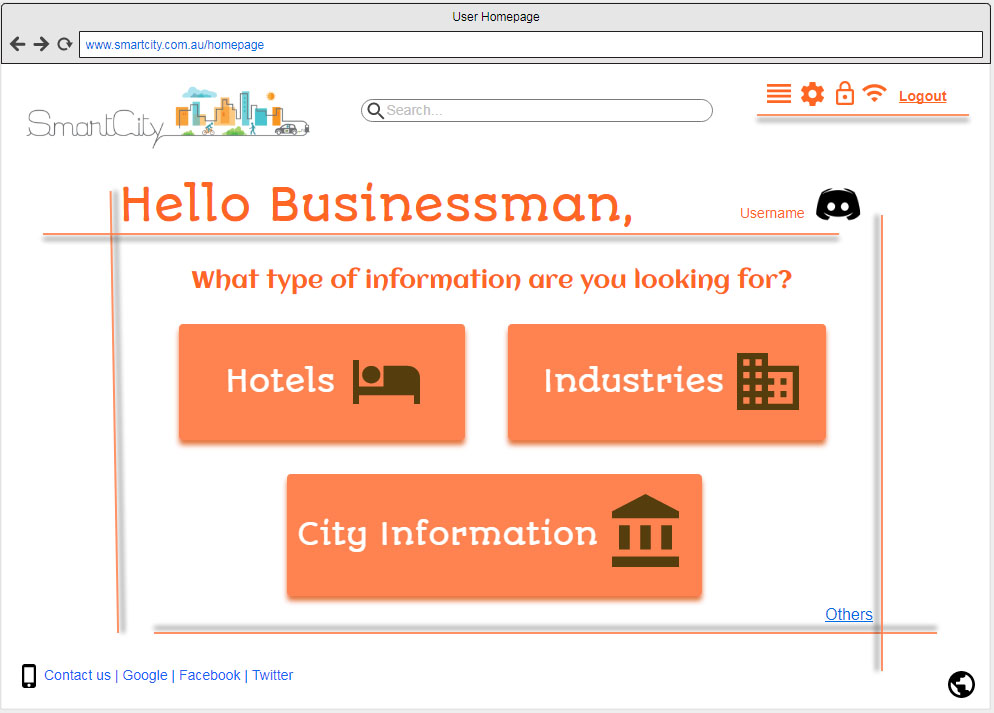 User Homepage
www.smartcity.com.au/homepage
SmartCity
Search...
Logout
Hello Businessman,
Username
What type of information are you looking for?
Hotels
Industries
City Information
Others
Contact us | Google | Facebook | Twitter